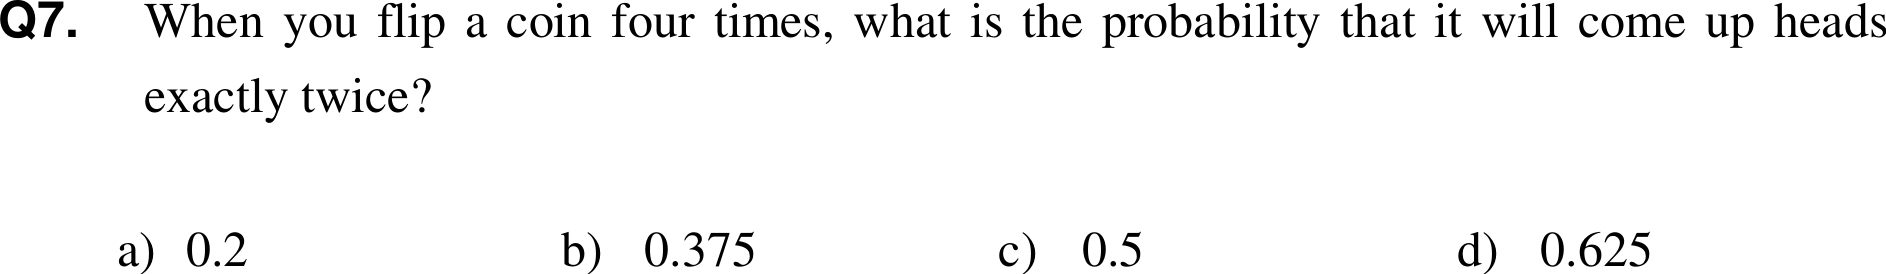 Q7. When you flip a coin four times, what is the probability that it will come up heads
exactly twice?
a) 0.2 b) 0.375 c) 0.5 d) 0.625